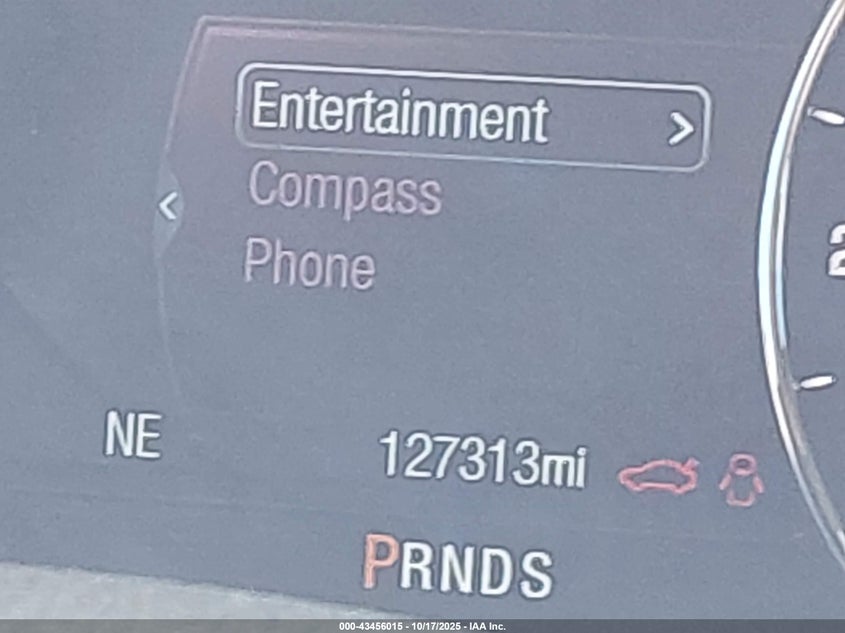 Entertainment >
Compass
<
Phone
NE
127313mi
PRNDS
000-43456015 - 10/17/2025 - IAA Inc.